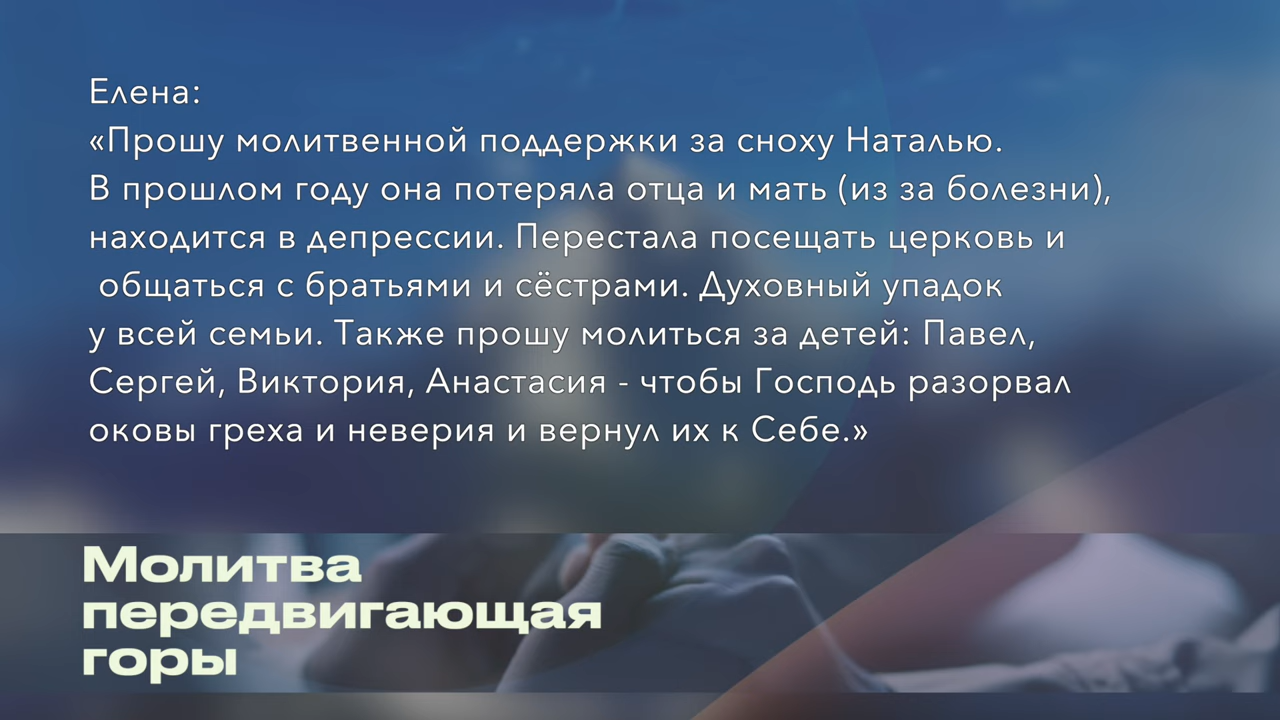 Елена:
«Прошу молитвенной поддержки за сноху Наталью.
В прошлом году она потеряла отца и мать (из за болезни),
находится в депрессии. Перестала посещать церковь и
общаться с братьями и сёстрами. Духовный упадок
у всей семьи. Также прошу молиться за детей: Павел,
Сергей, Виктория, Анастасия - чтобы Господь разорвал
оковы греха и неверия и вернул их к Себе.»
Молитва
передвигающая
горы